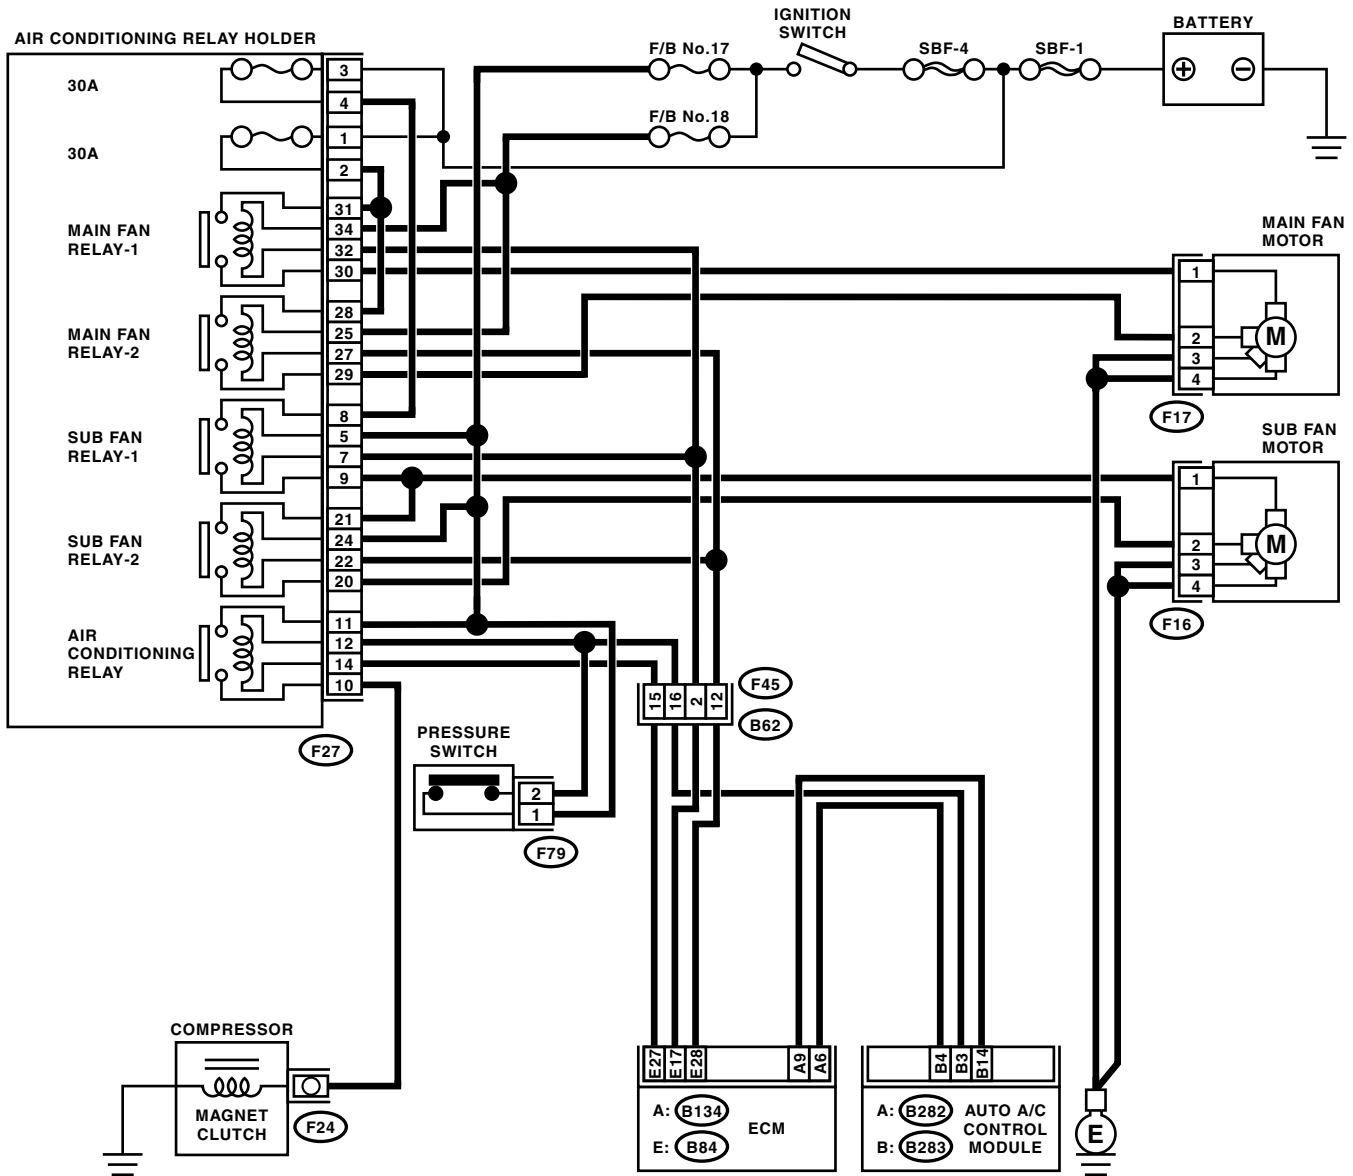 AIR CONDITIONING RELAY HOLDER
30A
30A
MAIN FAN
RELAY-1
MAIN FAN
RELAY-2
SUB FAN
RELAY-1
SUB FAN
RELAY-2
AIR
CONDITIONING
RELAY
3
4
1
2
31
34
32
30
28
25
27
29
8
5
7
9
21
24
22
20
11
12
14
10
F27
F/B No.17
F/B No.18
IGNITION
SWITCH
SBF-4
SBF-1
BATTERY
+
−
MAIN FAN
MOTOR
1
2
3
4
M
F17
SUB FAN
MOTOR
1
2
3
4
M
F16
15
16
2
12
F45
B62
PRESSURE
SWITCH
2
1
F79
COMPRESSOR
MAGNET
CLUTCH
F24
E27
E17
E28
A9
A6
A: B134
E: B84
ECM
B4
B3
B14
A: B282
B: B283
AUTO A/C
CONTROL
MODULE
E